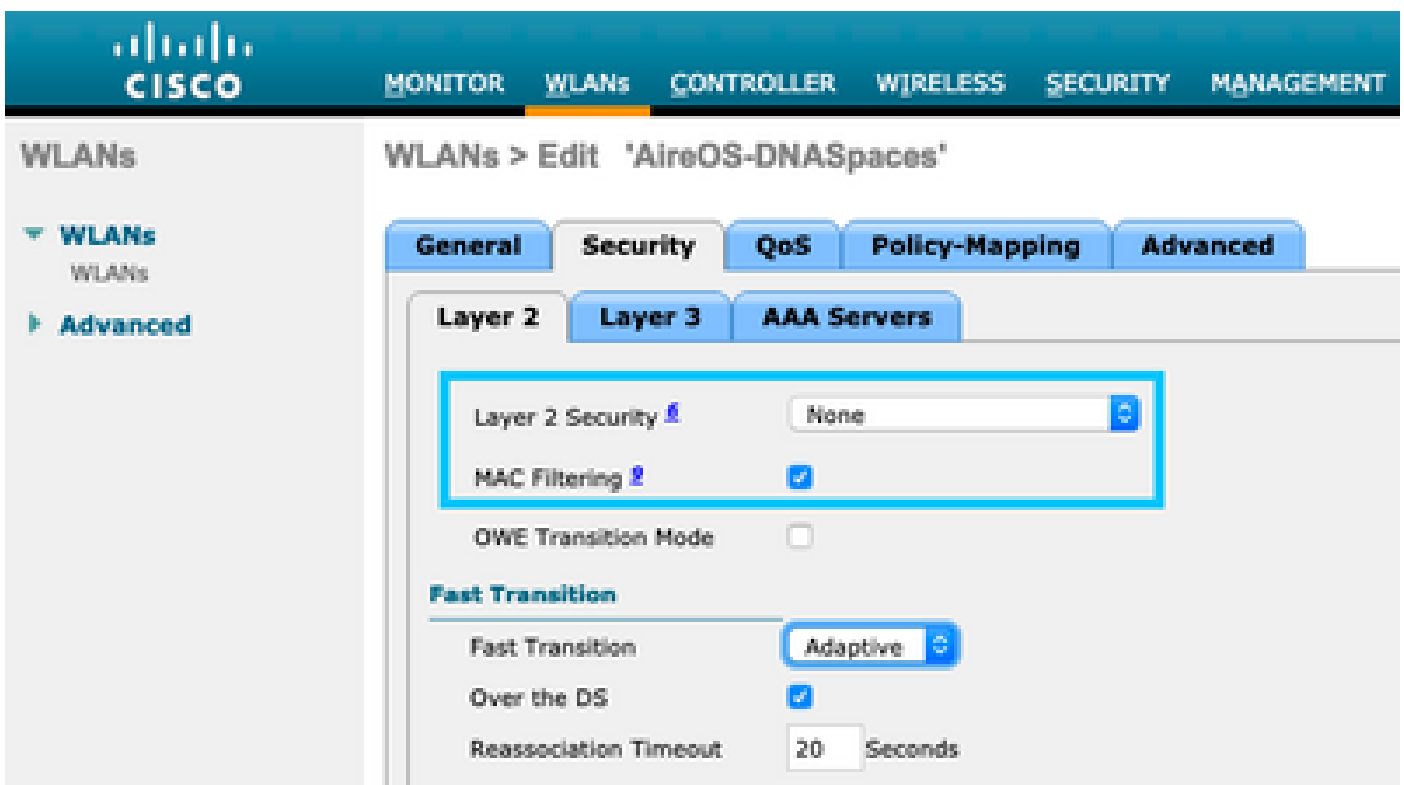 CISCO
MONITOR WLANs CONTROLLER WIRELESS SECURITY MANAGEMENT
WLANs
WLANs > Edit 'AireOS-DNASpaces'
WLANs
WLANs
Advanced
General Security QoS Policy-Mapping Advanced
Layer 2 Layer 3 AAA Servers
Layer 2 Security 6 None
MAC Filtering 9
OWE Transition Mode
Fast Transition
Fast Transition Adaptive
Over the DS
Reassociation Timeout 20 Seconds